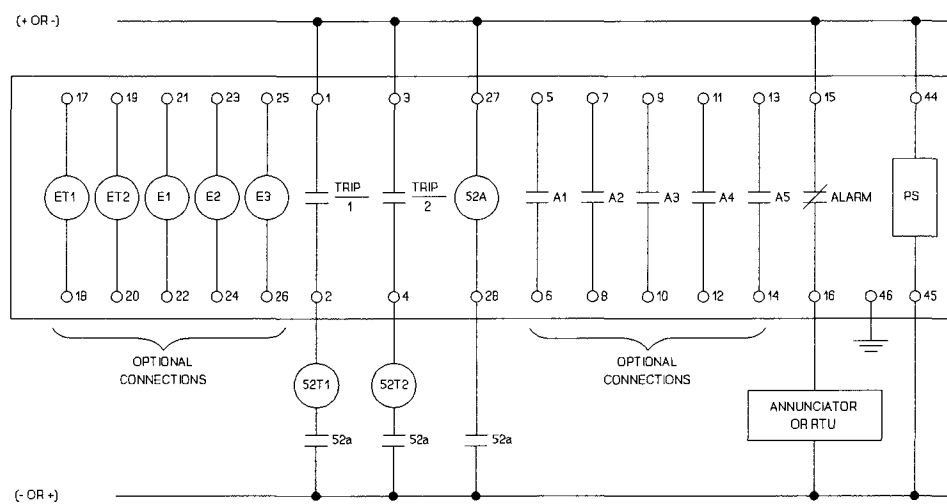 (+ OR -)
17 19 21 23 25 1 3 27 5 7 9 11 13 15 44
ET1 ET2 E1 E2 E3 TRIP 1 TRIP 2 52A A1 A2 A3 A4 A5 ALARM PS
18 20 22 24 26 2 4 28 6 8 10 12 14 16 46 45
OPTIONAL
CONNECTIONS
OPTIONAL
CONNECTIONS
52T1 52T2
ANNUNCIATOR
OR RTU
52a 52a 52a
(- OR +)